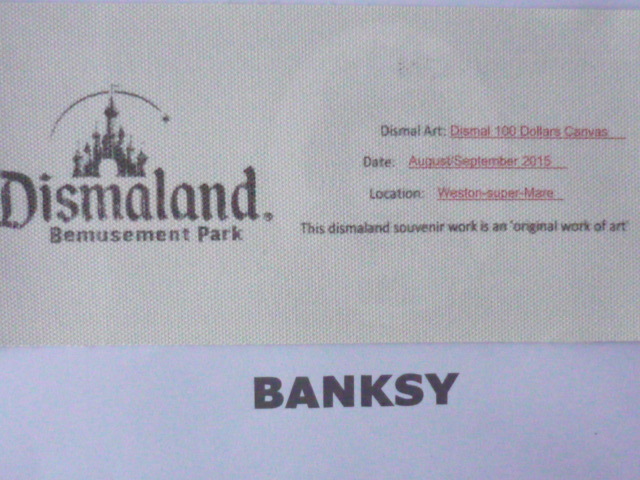 Dismaland.
Bemusement Park
Dismal Art: Dismal 100 Dollars Canvas
Date: August/September 2015
Location: Weston-super-Mare
This dismaland souvenir work is an 'original work of art'
BANKSY